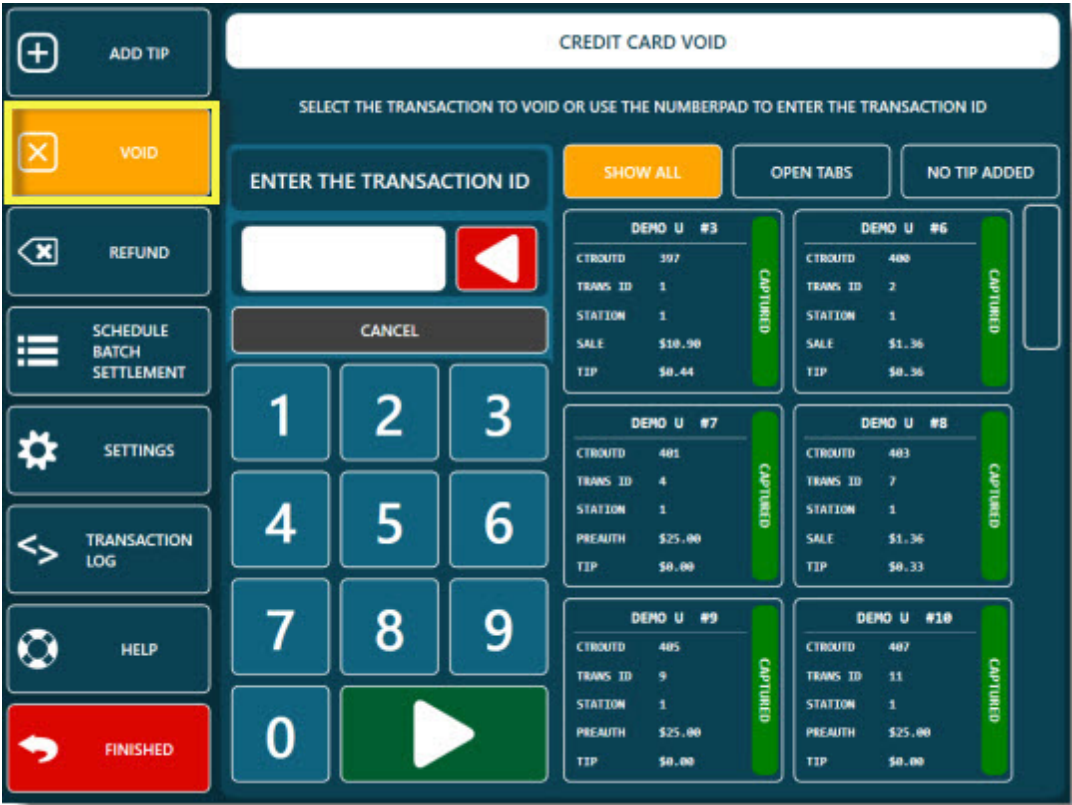 ADD TIP
VOID
REFUND
SCHEDULE
BATCH
SETTLEMENT
SETTINGS
TRANSACTION
LOG
HELP
FINISHED
CREDIT CARD VOID
SELECT THE TRANSACTION TO VOID OR USE THE NUMBERPAD TO ENTER THE TRANSACTION ID
ENTER THE TRANSACTION ID
CANCEL
1 2 3
4 5 6
7 8 9
0
SHOW ALL OPEN TABS NO TIP ADDED
DEMO U #3
CTROUTD 397
TRANS ID 1
STATION 1
SALE $10.90
TIP $0.44
CAPTURED
DEMO U #6
CTROUTD 400
TRANS ID 2
STATION 1
SALE $1.36
TIP $0.36
CAPTURED
DEMO U #7
CTROUTD 401
TRANS ID 4
STATION 1
PREAUTH $25.00
TIP $0.00
CAPTURED
DEMO U #8
CTROUTD 403
TRANS ID 7
STATION 1
SALE $1.36
TIP $0.33
CAPTURED
DEMO U #9
CTROUTD 405
TRANS ID 9
STATION 1
PREAUTH $25.00
TIP $0.00
CAPTURED
DEMO U #10
CTROUTD 407
TRANS ID 11
STATION 1
PREAUTH $25.00
TIP $0.00
CAPTURED